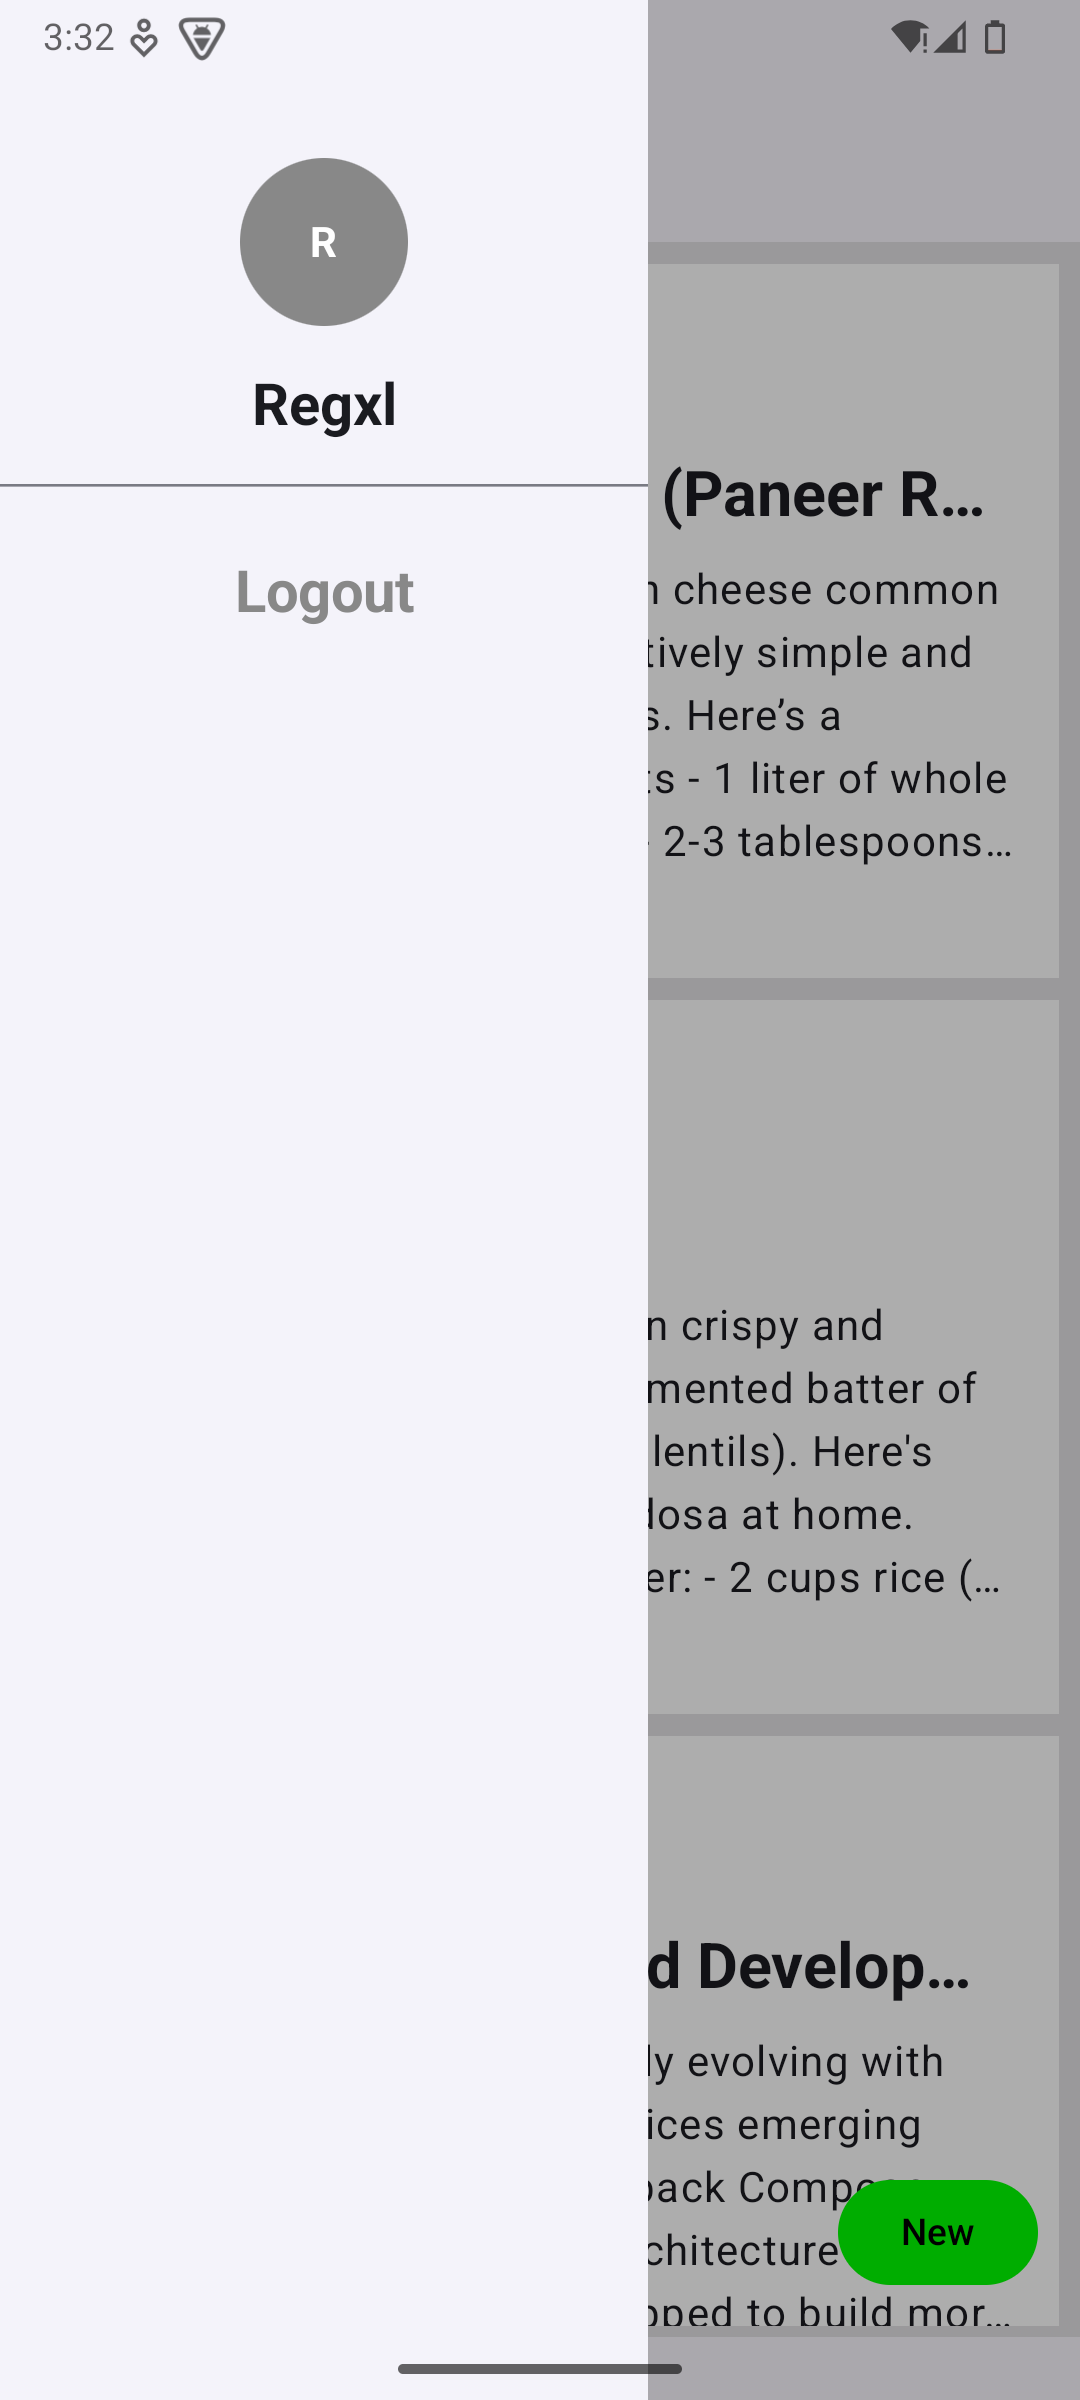 3:32
R
Regxl
Logout
(Paneer R…
cheese common
tively simple and
s. Here’s a
ts - 1 liter of whole
- 2-3 tablespoons…
n crispy and
mented batter of
lentils). Here's
dosa at home.
er: - 2 cups rice (…
d Develop…
ly evolving with
ices emerging
pack Compo
New
chitecture
pped to build mor…